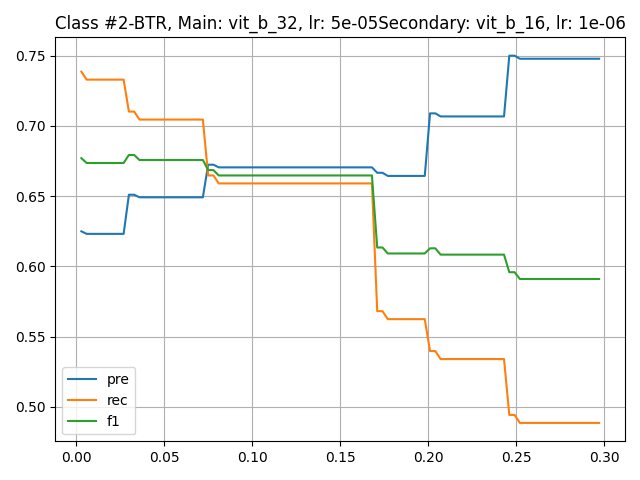 Class #2-BTR, Main: vit_b_32, lr: 5e-05Secondary: vit_b_16, lr: 1e-06
0.75
0.70
0.65
0.60
0.55
0.50
pre
rec
f1
0.00 0.05 0.10 0.15 0.20 0.25 0.30